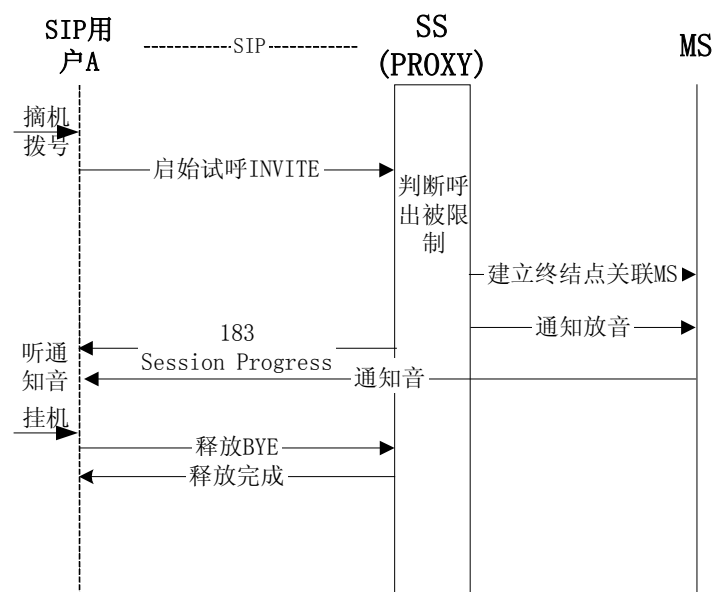 SIP用
户A
SIP
SS
(PROXY)
MS
摘机
拨号
启始试呼INVITE
判断呼
出被限
制
建立终结点关联MS
通知放音
183
Session Progress
听通
知音
通知音
挂机
释放BYE
释放完成